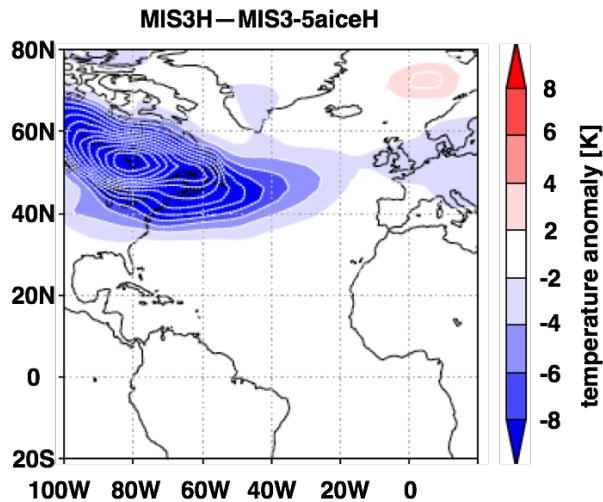 MIS3H—MIS3-5aiceH
80N
60N
40N
20N
0
20S
100W 80W 60W 40W 20W 0
8
6
4
2
-2
-4
-6
-8
temperature anomaly [K]